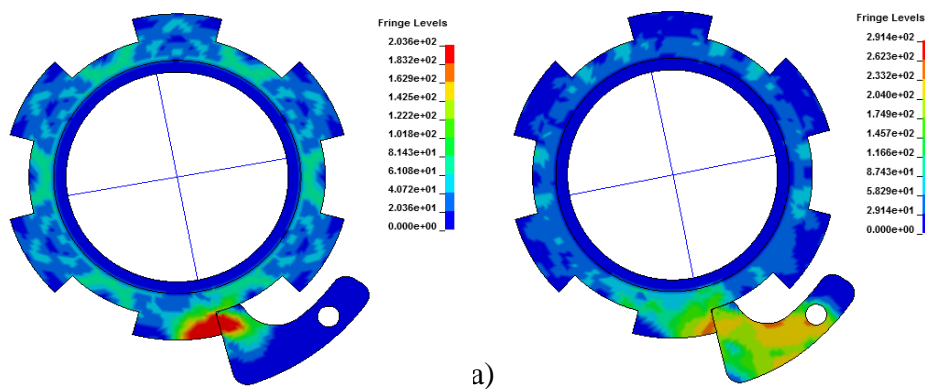 Fringe Levels
2.036e+02
1.832e+02
1.629e+02
1.425e+02
1.222e+02
1.018e+02
8.143e+01
6.108e+01
4.072e+01
2.036e+01
0.000e+00
Fringe Levels
2.914e+02
2.623e+02
2.332e+02
2.040e+02
1.749e+02
1.457e+02
1.166e+02
8.743e+01
5.829e+01
2.914e+01
0.000e+00
a)